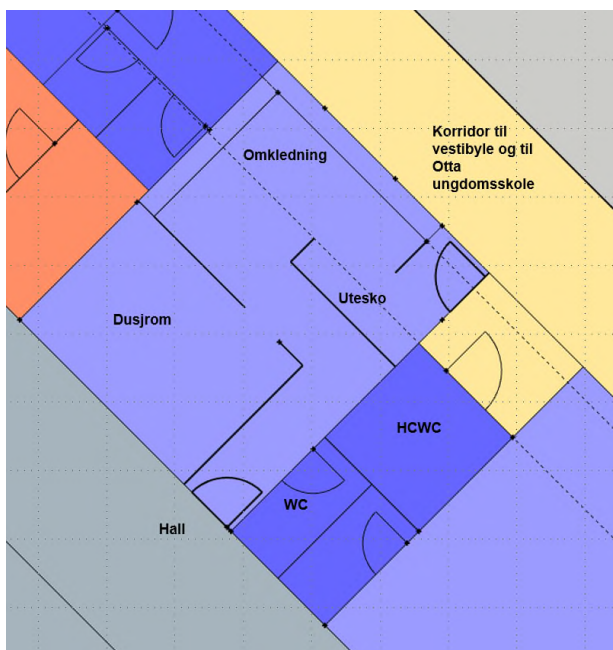 Korridor til
vestibyle og til
Otta
ungdomsskole
Omkledning
Utesko
Dusjrom
HCWC
WC
Hall